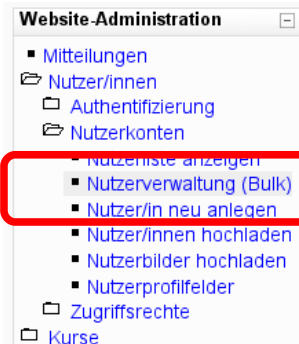 Website-Administration
Mitteilungen
Nutzer/innen
Authentifizierung
Nutzerkonten
Nutzerliste anzeigen
Nutzerverwaltung (Bulk)
Nutzer/in neu anlegen
Nutzer/innen hochladen
Nutzerbilder hochladen
Nutzerprofilfelder
Zugriffsrechte
Kurse